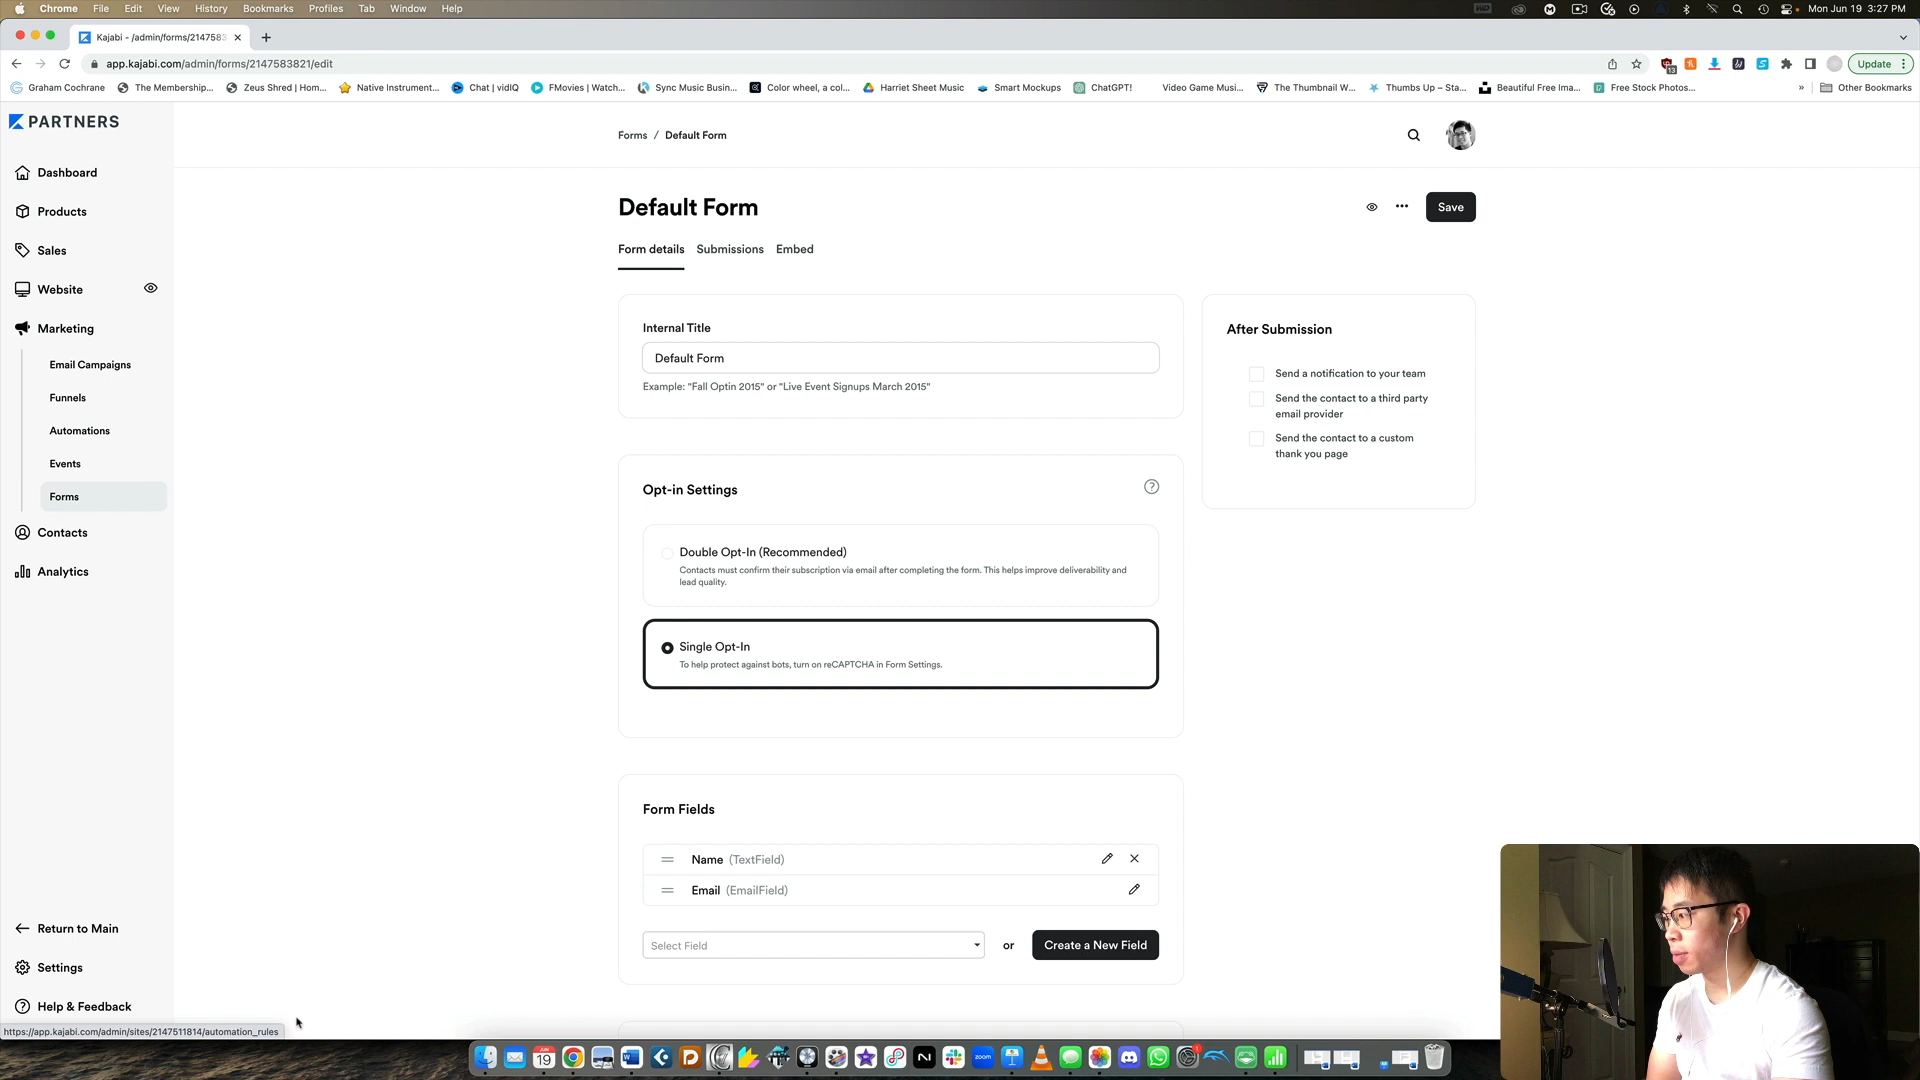 Chrome File Edit View History Bookmarks Profiles Tab Window Help
Mon Jun 19 3:27 PM
Kajabi - /admin/forms/2147583
app.kajabi.com/admin/forms/2147583821/edit
Update
Graham Cochrane The Membership... Zeus Shred | Hom... Native Instrument... Chat | vidIQ FMovies | Watch... Sync Music Busin... Color wheel, a col... Harriet Sheet Music Smart Mockups ChatGPT! Video Game Musi... The Thumbnail W... Thumbs Up – Sta... Beautiful Free Ima... Free Stock Photos... » Other Bookmarks
PARTNERS
Forms / Default Form
Dashboard
Products
Sales
Website
Marketing
Email Campaigns
Funnels
Automations
Events
Forms
Contacts
Analytics
Return to Main
Settings
Help & Feedback
https://app.kajabi.com/admin/sites/2147511814/automation_rules
Default Form
Save
Form details Submissions Embed
Internal Title
Default Form
Example: "Fall Optin 2015" or "Live Event Signups March 2015"
After Submission
Send a notification to your team
Send the contact to a third party
email provider
Send the contact to a custom
thank you page
Opt-in Settings
Double Opt-In (Recommended)
Contacts must confirm their subscription via email after completing the form. This helps improve deliverability and
lead quality.
Single Opt-In
To help protect against bots, turn on reCAPTCHA in Form Settings.
Form Fields
Name (TextField)
Email (EmailField)
Select Field
or
Create a New Field
19
zoom